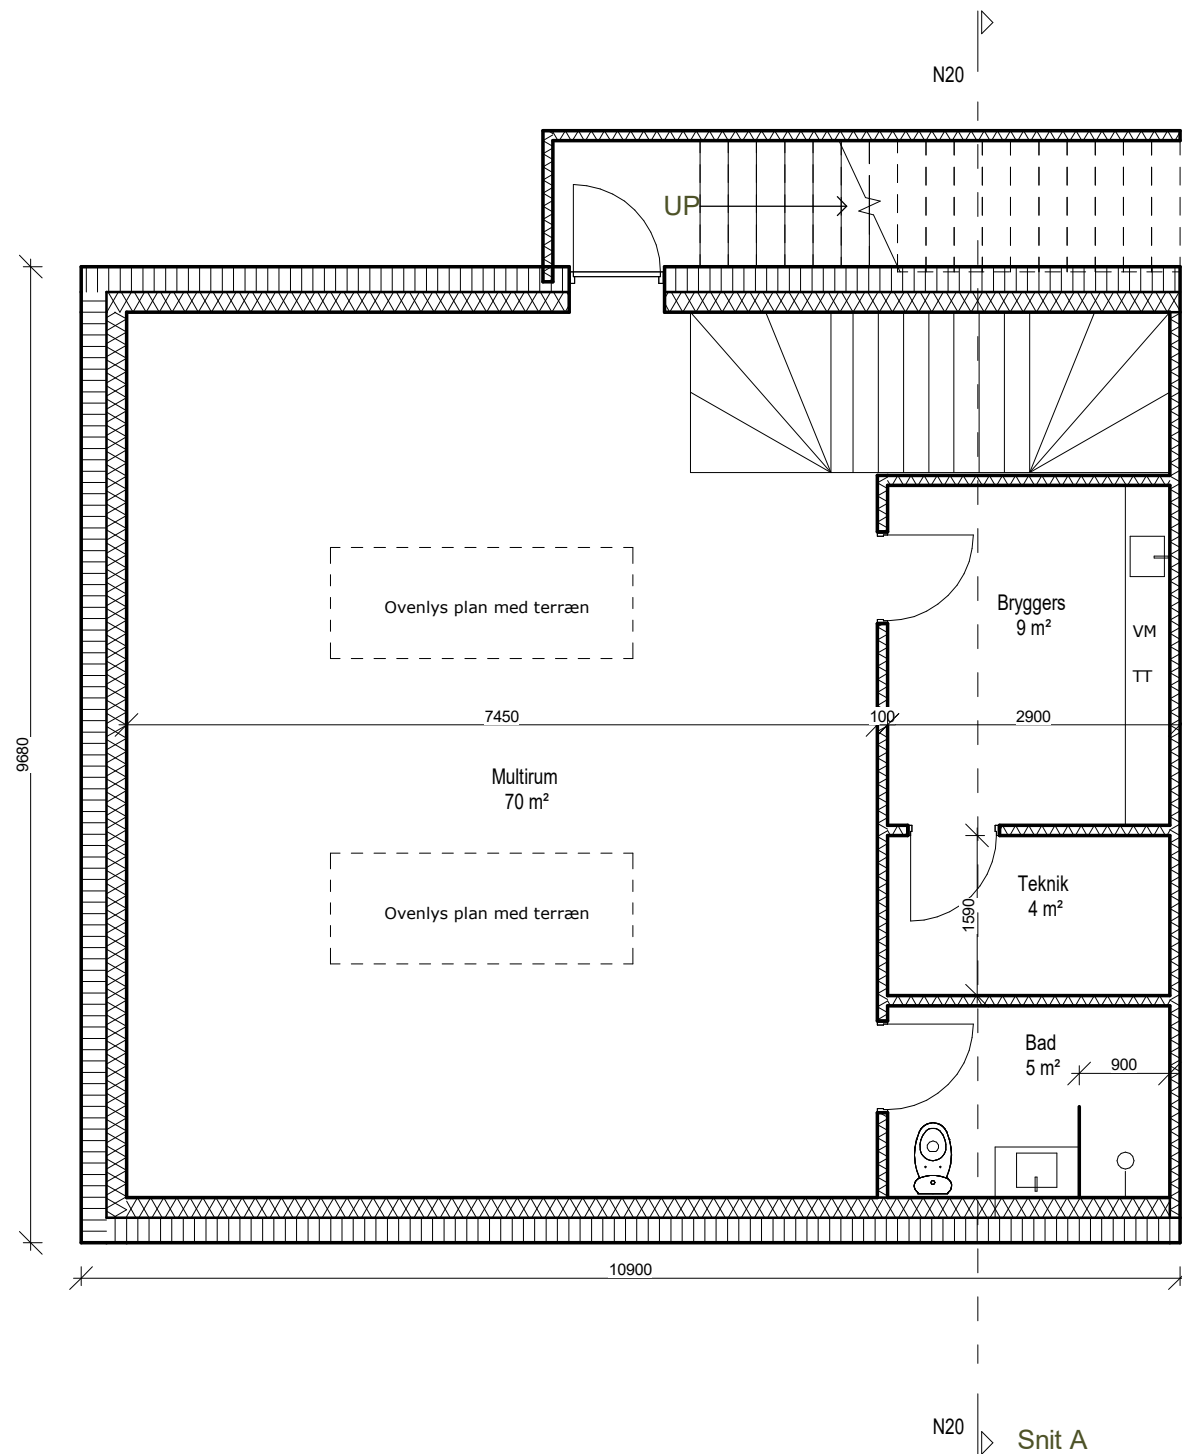 N20
UP
Ovenlys plan med terræn
Bryggers
9 m²
VM
TT
7450
100
2900
9680
Multirum
70 m²
Ovenlys plan med terræn
Teknik
4 m²
1590
Bad
5 m²
900
10900
N20
Snit A